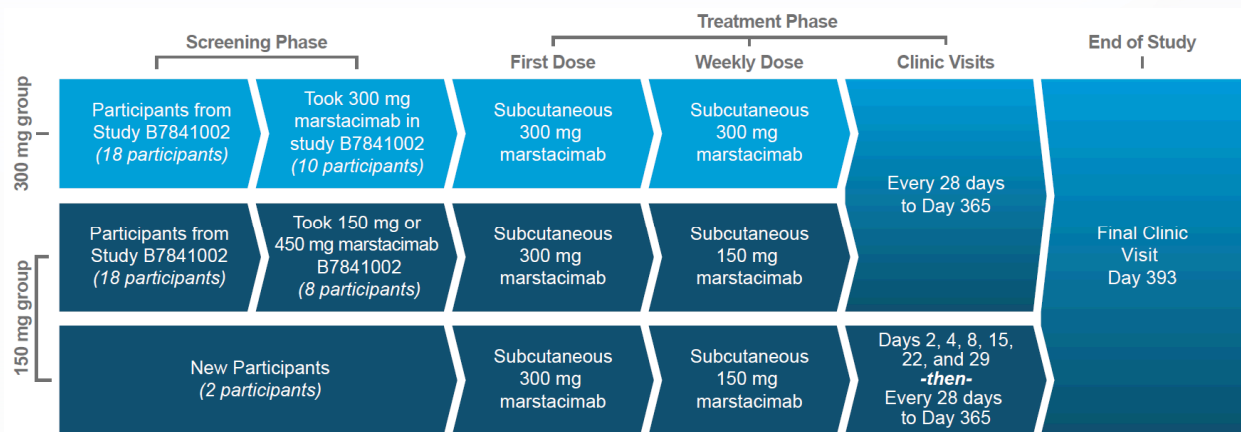 Treatment Phase
Screening Phase
End of Study
First Dose
Weekly Dose
Clinic Visits
300 mg group
Participants from
Study B7841002
(18 participants)
Took 300 mg
marstacimab in
study B7841002
(10 participants)
Subcutaneous
300 mg
marstacimab
Subcutaneous
300 mg
marstacimab
Every 28 days
to Day 365
Final Clinic
Visit
Day 393
150 mg group
Participants from
Study B7841002
(18 participants)
Took 150 mg or
450 mg marstacimab
B7841002
(8 participants)
Subcutaneous
300 mg
marstacimab
Subcutaneous
150 mg
marstacimab
New Participants
(2 participants)
Subcutaneous
300 mg
marstacimab
Subcutaneous
150 mg
marstacimab
Days 2, 4, 8, 15,
22, and 29
-then-
Every 28 days
to Day 365